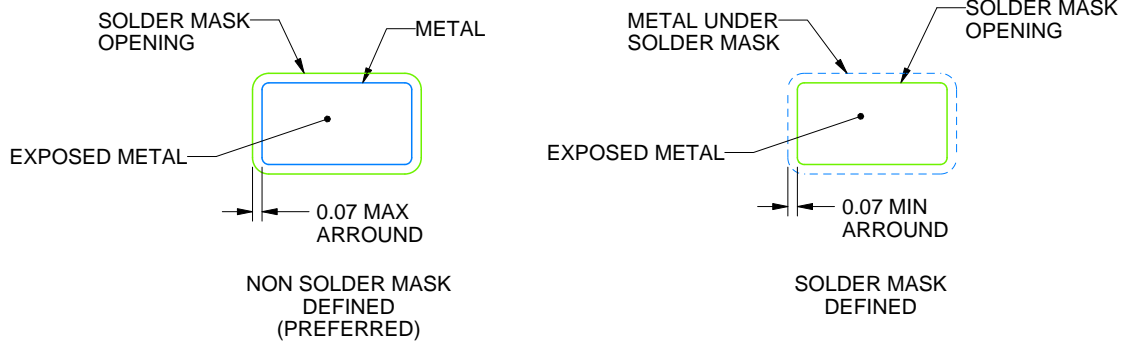 SOLDER MASK
OPENING
METAL
EXPOSED METAL
0.07 MAX
ARROUND
NON SOLDER MASK
DEFINED
(PREFERRED)
METAL UNDER
SOLDER MASK
SOLDER MASK
OPENING
EXPOSED METAL
0.07 MIN
ARROUND
SOLDER MASK
DEFINED